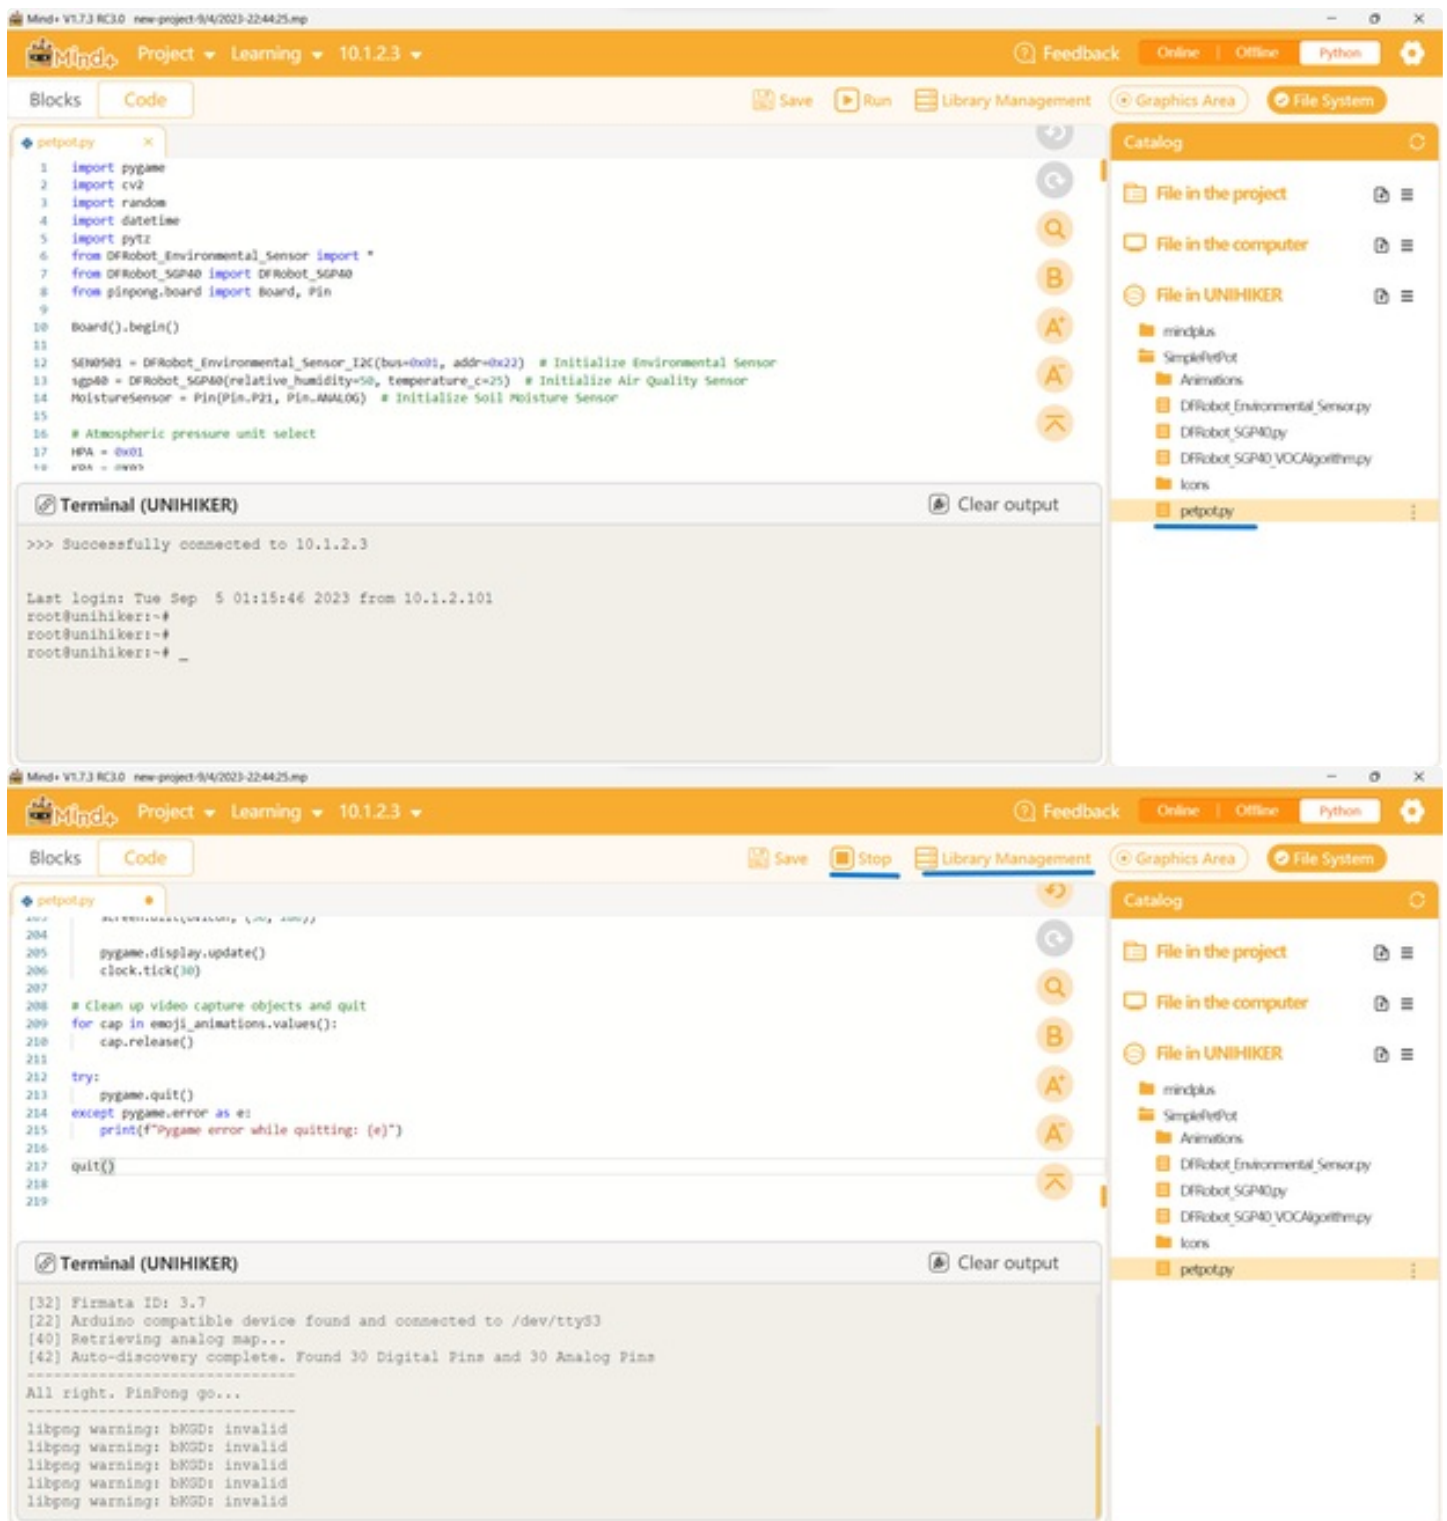 Mind+ V1.7.3 RC3.0 new-project-9/4/2023-22:44:25.mp
Mind+ Project Learning 10.1.2.3 Feedback Online | Offline Python
Blocks Code Save Run Library Management Graphics Area File System
petpot.py ×
1 import pygame
2 import cv2
3 import random
4 import datetime
5 import pytz
6 from DFRobot_Environmental_Sensor import *
7 from DFRobot_SGP40 import DFRobot_SGP40
8 from pinpong.board import Board, Pin
9
10 Board().begin()
11
12 SEN0501 = DFRobot_Environmental_Sensor_I2C(bus=0x01, addr=0x22) # Initialize Environmental Sensor
13 sgp40 = DFRobot_SGP40(relative_humidity=50, temperature_c=25) # Initialize Air Quality Sensor
14 MoistureSensor = Pin(Pin.P21, Pin.ANALOG) # Initialize Soil Moisture Sensor
15
16 # Atmospheric pressure unit select
17 HPA = 0x01
18 KPA = 0X02
B
A+
A-
Catalog
File in the project
File in the computer
File in UNIHIKER
mindplus
SimplePetPot
Animations
DFRobot_Environmental_Sensor.py
DFRobot_SGP40.py
DFRobot_SGP40_VOCAlgorithm.py
Icons
petpot.py
Terminal (UNIHIKER) Clear output
>>> Successfully connected to 10.1.2.3
Last login: Tue Sep 5 01:15:46 2023 from 10.1.2.101
root@unihiker:~#
root@unihiker:~#
root@unihiker:~# _
Mind+ V1.7.3 RC3.0 new-project-9/4/2023-22:44:25.mp
Mind+ Project Learning 10.1.2.3 Feedback Online | Offline Python
Blocks Code Save Stop Library Management Graphics Area File System
petpot.py
204
205 pygame.display.update()
206 clock.tick(30)
207
208 # Clean up video capture objects and quit
209 for cap in emoji_animations.values():
210 cap.release()
211
212 try:
213 pygame.quit()
214 except pygame.error as e:
215 print(f"Pygame error while quitting: {e}")
216
217 quit()
218
219
B
A+
A-
Catalog
File in the project
File in the computer
File in UNIHIKER
mindplus
SimplePetPot
Animations
DFRobot_Environmental_Sensor.py
DFRobot_SGP40.py
DFRobot_SGP40_VOCAlgorithm.py
Icons
petpot.py
Terminal (UNIHIKER) Clear output
[32] Firmata ID: 3.7
[22] Arduino compatible device found and connected to /dev/ttyS3
[40] Retrieving analog map...
[42] Auto-discovery complete. Found 30 Digital Pins and 30 Analog Pins
------------------------------
All right. PinPong go...
------------------------------
libpng warning: bKGD: invalid
libpng warning: bKGD: invalid
libpng warning: bKGD: invalid
libpng warning: bKGD: invalid
libpng warning: bKGD: invalid